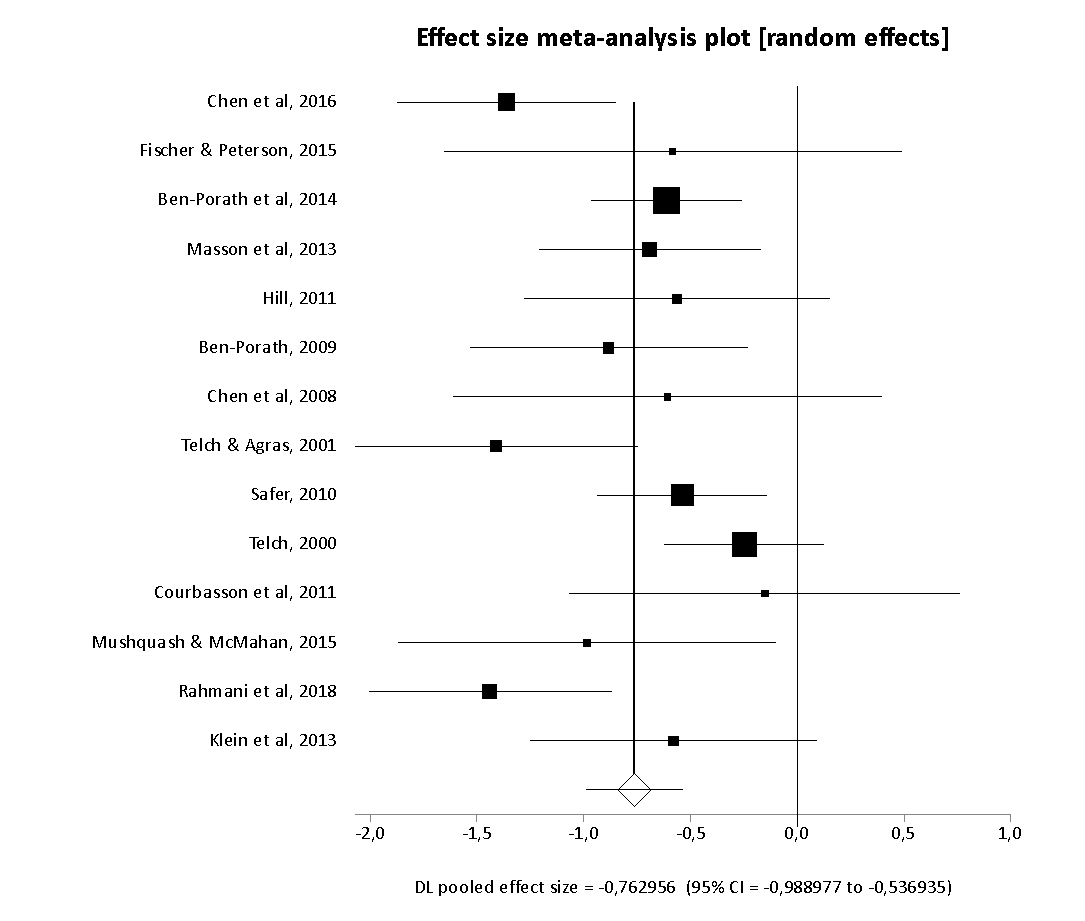 Effect size meta-analysis plot [random effects]
Chen et al, 2016
Fischer & Peterson, 2015
Ben-Porath et al, 2014
Masson et al, 2013
Hill, 2011
Ben-Porath, 2009
Chen et al, 2008
Telch & Agras, 2001
Safer, 2010
Telch, 2000
Courbasson et al, 2011
Mushquash & McMahan, 2015
Rahmani et al, 2018
Klein et al, 2013
-2,0 -1,5 -1,0 -0,5 0,0 0,5 1,0
DL pooled effect size = -0,762956 (95% CI = -0,988977 to -0,536935)